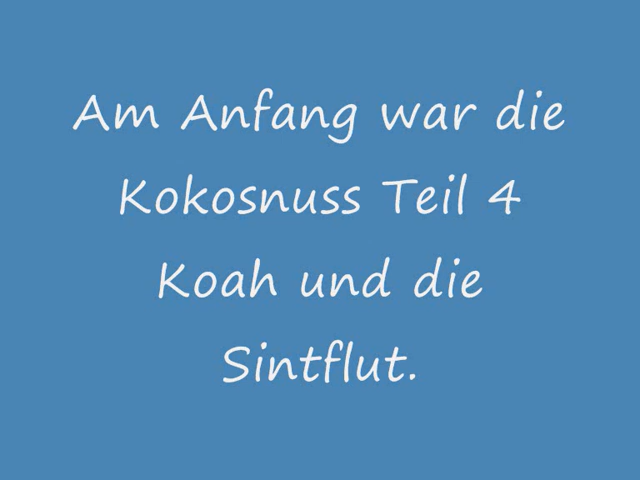 Am Anfang war die
Kokosnuss Teil 4
Koah und die
Sintflut.